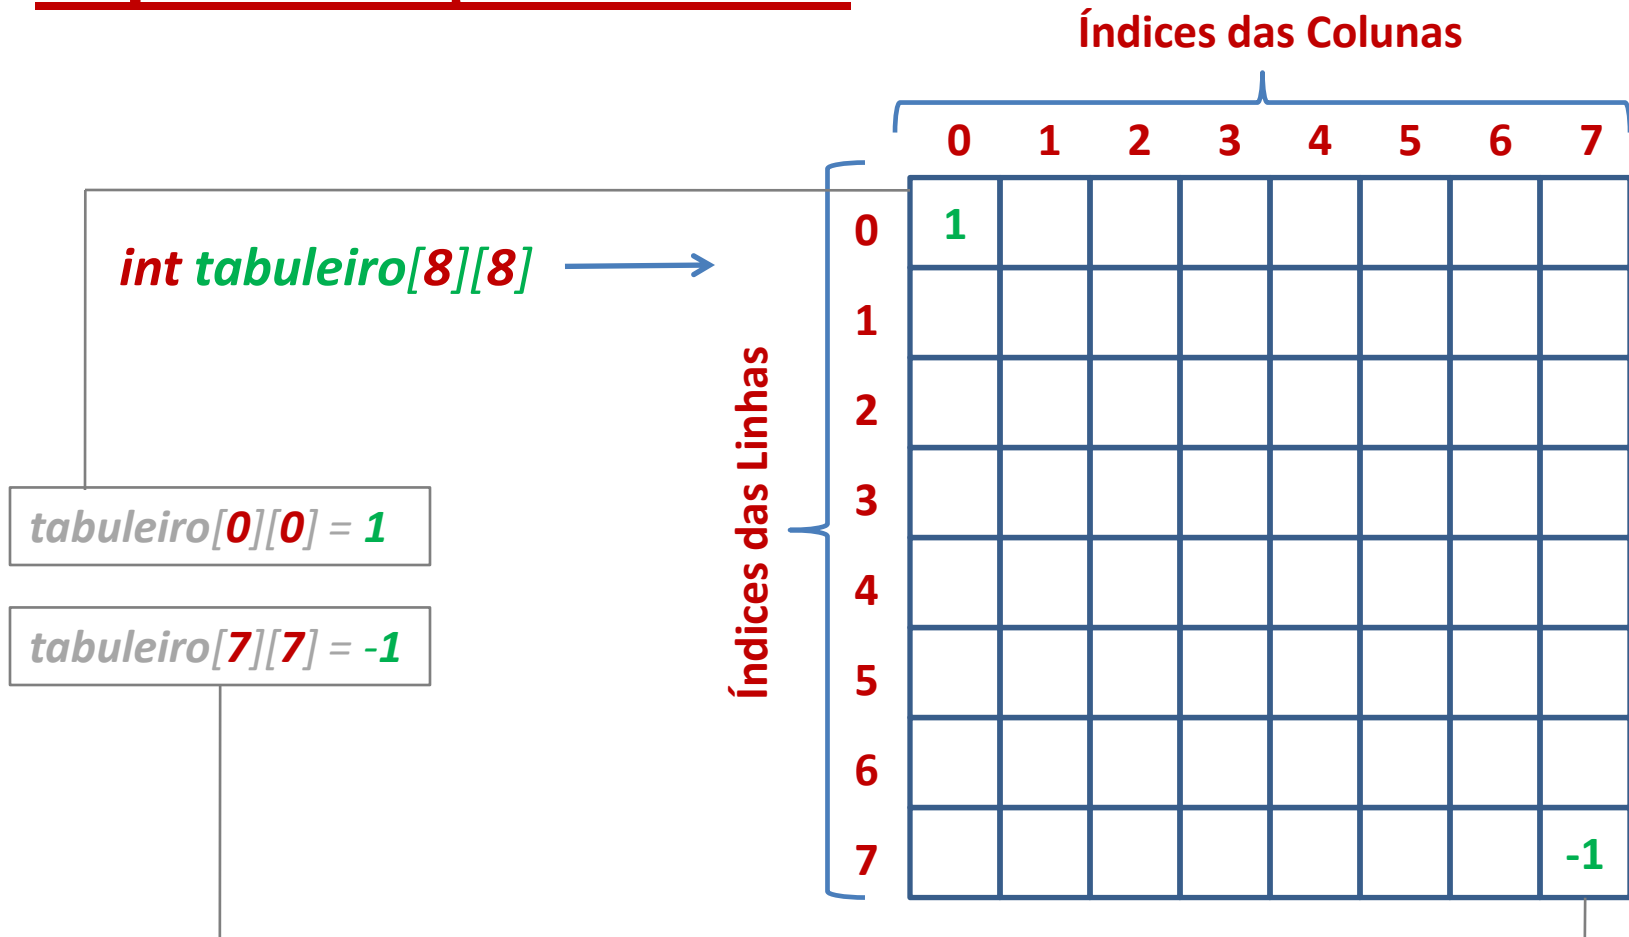 Índices das Colunas
0 1 2 3 4 5 6 7
int tabuleiro[8][8]
Índices das Linhas
0 1
1
2
3
4
5
6
7 -1
tabuleiro[0][0] = 1
tabuleiro[7][7] = -1